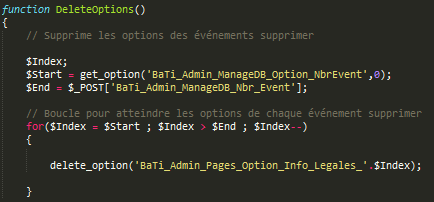 function DeleteOptions()
{
// Supprime les options des événements supprimer
$Index;
$Start = get_option('BaTi_Admin_ManageDB_Option_NbrEvent',0);
$End = $_POST['BaTi_Admin_ManageDB_Nbr_Event'];
// Boucle pour atteindre les options de chaque événement supprimer
for($Index = $Start ; $Index > $End ; $Index--)
{
delete_option('BaTi_Admin_Pages_Option_Info_Legales_'.$Index);
}